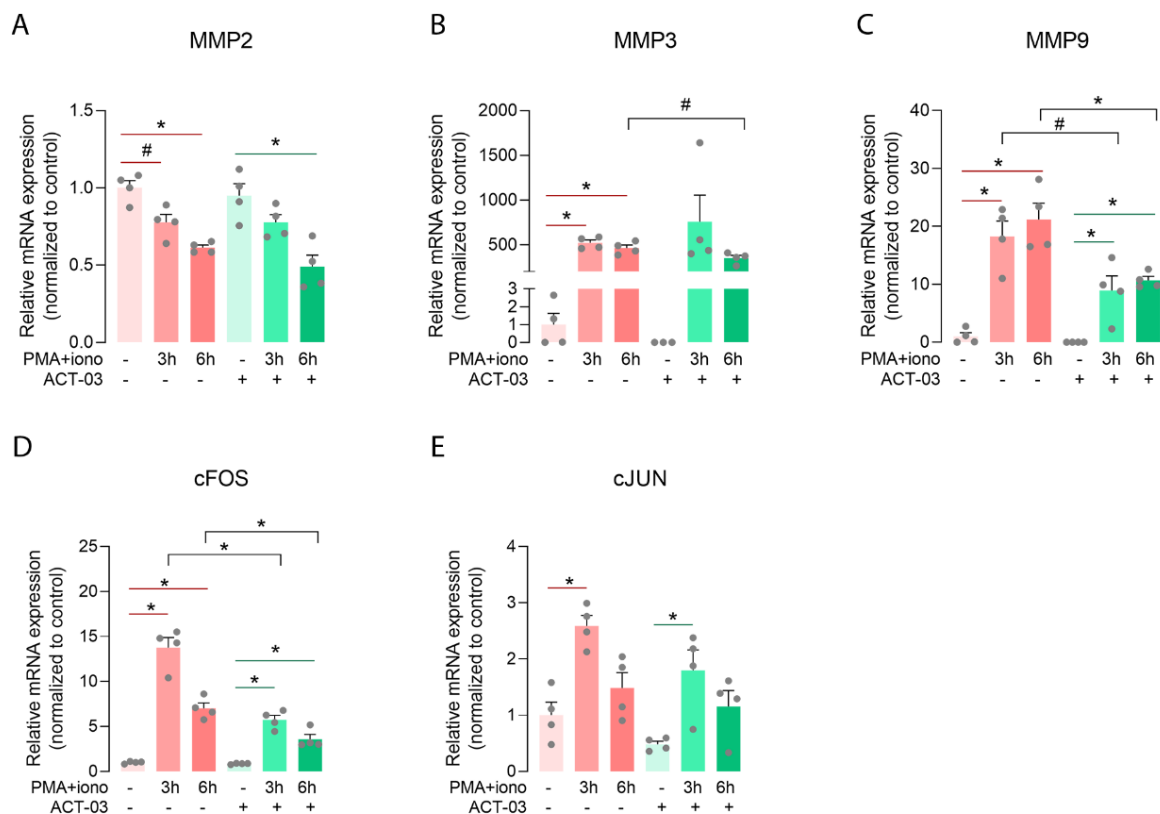 A
MMP2
Relative mRNA expression
(normalized to control)
1.5
1.0
0.5
0.0
*
#
*
PMA+iono - 3h 6h - 3h 6h
ACT-03 - - - + + +
B
MMP3
Relative mRNA expression
(normalized to control)
2000
1500
1000
500
3
2
1
0
#
*
*
PMA+iono - 3h 6h - 3h 6h
ACT-03 - - - + + +
C
MMP9
Relative mRNA expression
(normalized to control)
40
30
20
10
0
*
#
*
*
*
*
PMA+iono - 3h 6h - 3h 6h
ACT-03 - - - + + +
D
cFOS
Relative mRNA expression
(normalized to control)
25
20
15
10
5
0
*
*
*
*
*
*
PMA+iono - 3h 6h - 3h 6h
ACT-03 - - - + + +
E
cJUN
Relative mRNA expression
(normalized to control)
4
3
2
1
0
*
*
PMA+iono - 3h 6h - 3h 6h
ACT-03 - - - + + +